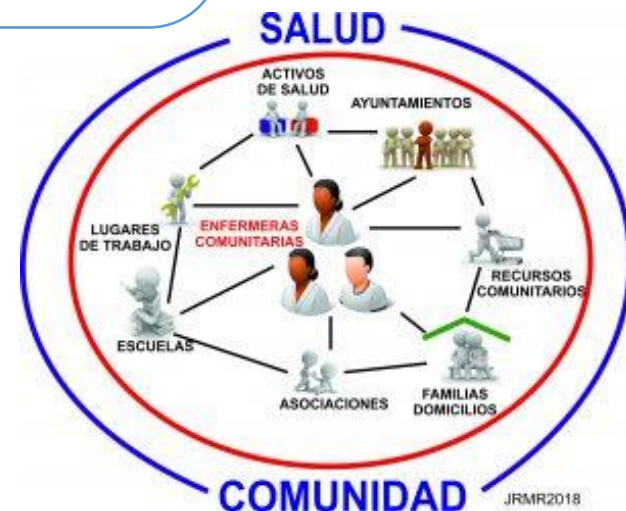 SALUD
ACTIVOS
DE SALUD
AYUNTAMIENTOS
LUGARES
DE TRABAJO
ENFERMERAS
COMUNITARIAS
RECURSOS
COMUNITARIOS
ESCUELAS
ASOCIACIONES
FAMILIAS
DOMICILIOS
COMUNIDAD
JRMR2018